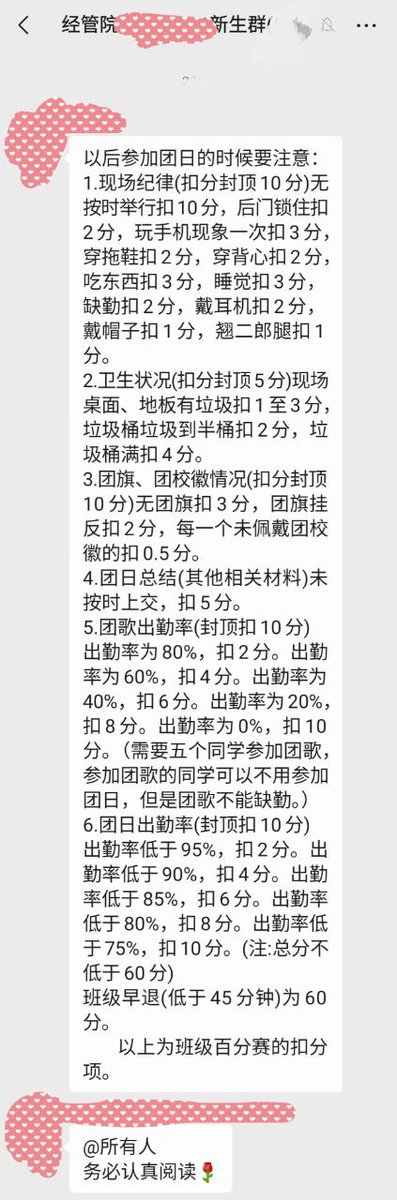 经管院
新生群(
以后参加团日的时候要注意：
1.现场纪律(扣分封顶10分)无
按时举行扣10分，后门锁住扣
2分，玩手机现象一次扣3分，
穿拖鞋扣2分，穿背心扣2分，
吃东西扣3分，睡觉扣3分，
缺勤扣2分，戴耳机扣2分，
戴帽子扣1分，翘二郎腿扣1
分。
2.卫生状况(扣分封顶5分)现场
桌面、地板有垃圾扣1至3分，
垃圾桶垃圾到半桶扣2分，垃
圾桶满扣4分。
3.团旗、团校徽情况(扣分封顶
10分)无团旗扣3分，团旗挂
反扣2分，每一个未佩戴团校
徽的扣0.5分。
4.团日总结(其他相关材料)未
按时上交，扣5分。
5.团歌出勤率(封顶扣10分)
出勤率为80%，扣2分。出勤
率为60%，扣4分。出勤率为
40%，扣6分。出勤率为20%，
扣8分。出勤率为0%，扣10
分。（需要五个同学参加团歌，
参加团歌的同学可以不用参加
团日，但是团歌不能缺勤。）
6.团日出勤率(封顶扣10分)
出勤率低于95%，扣2分。出
勤率低于90%，扣4分。出勤
率低于85%，扣6分。出勤率
低于80%，扣8分。出勤率低
于75%，扣10分。(注:总分不
低于60分)
班级早退(低于45分钟)为60
分。
以上为班级百分赛的扣分
项。
@所有人
务必认真阅读🌹